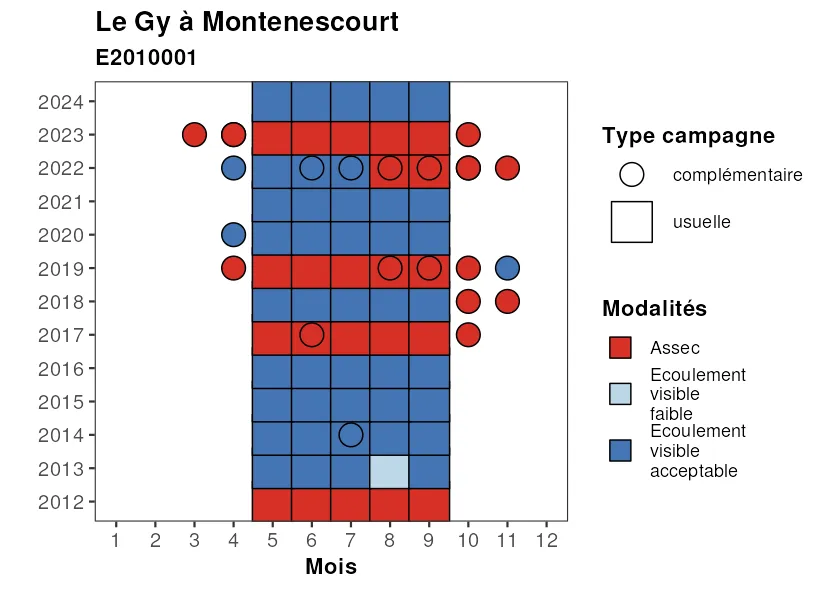 Le Gy à Montenescourt
E2010001
2024
2023
2022
2021
2020
2019
2018
2017
2016
2015
2014
2013
2012
1 2 3 4 5 6 7 8 9 10 11 12
Mois
Type campagne
complémentaire
usuelle
Modalités
Assec
Ecoulement
visible
faible
Ecoulement
visible
acceptable